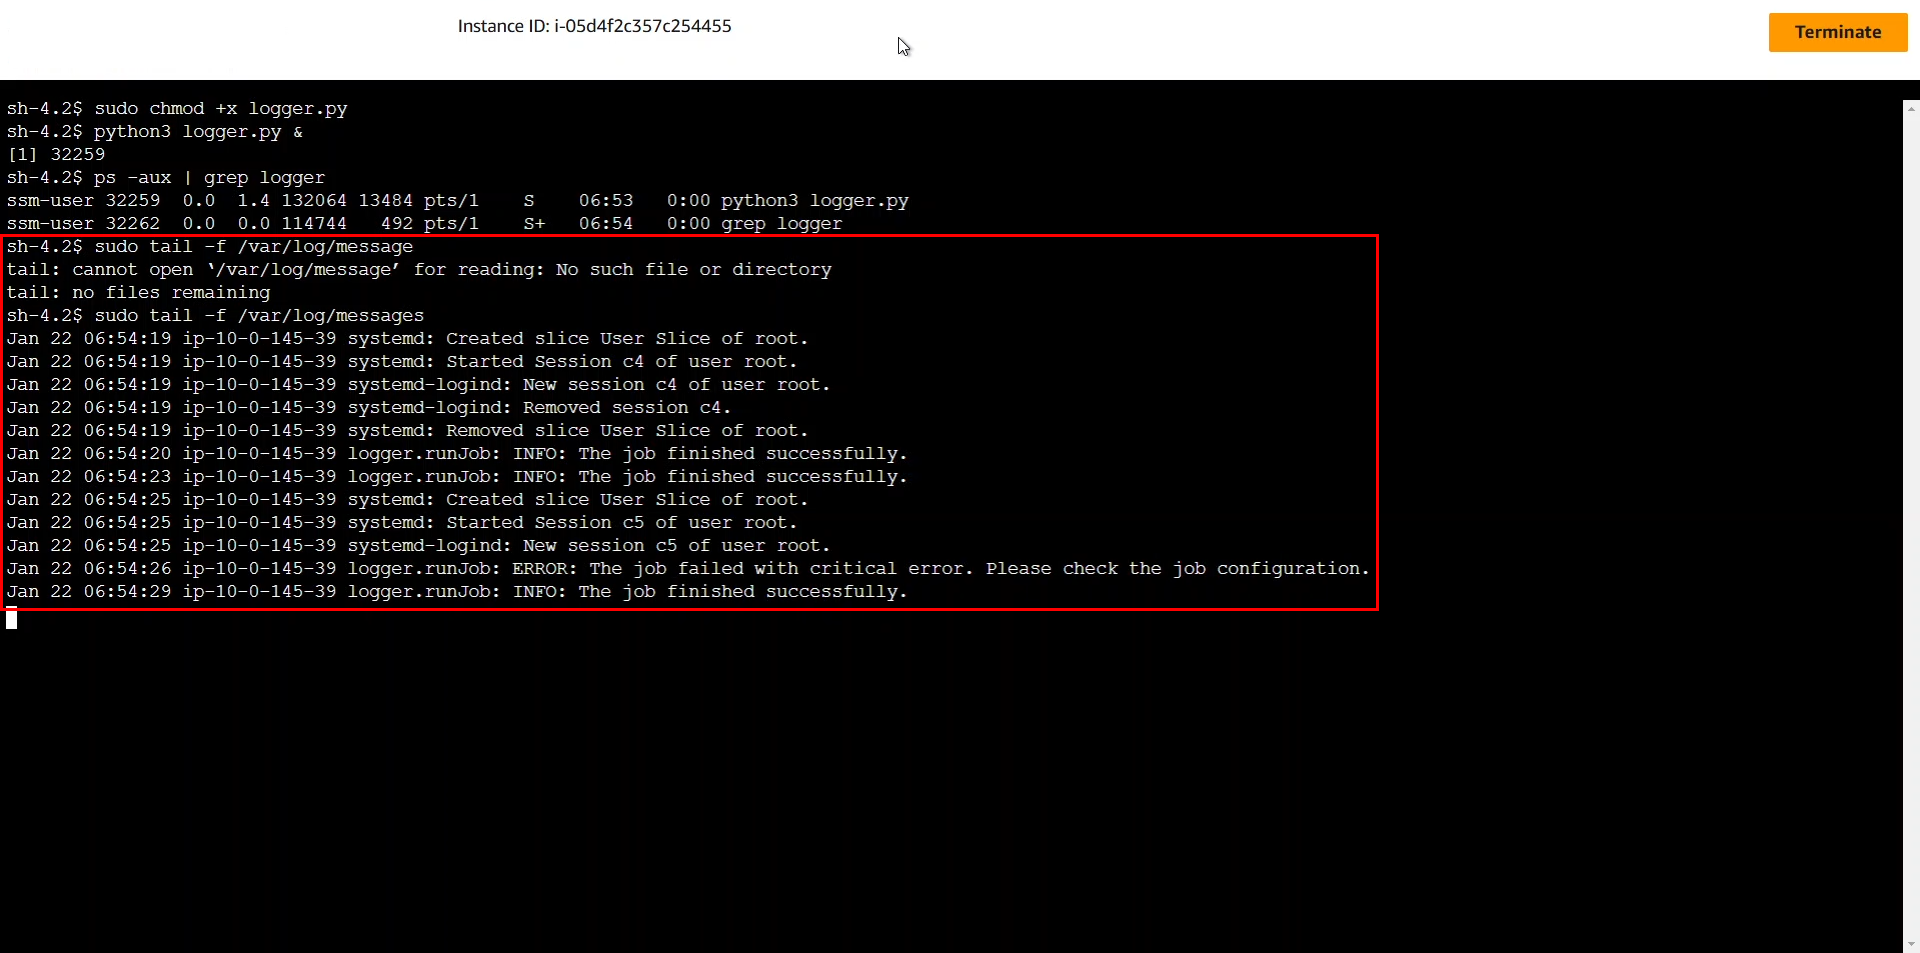 Instance ID: i-05d4f2c357c254455
Terminate
sh-4.2$ sudo chmod +x logger.py
sh-4.2$ python3 logger.py &
[1] 32259
sh-4.2$ ps -aux | grep logger
ssm-user 32259  0.0  1.4 132064 13484 pts/1    S    06:53   0:00 python3 logger.py
ssm-user 32262  0.0  0.0 114744   492 pts/1    S+   06:54   0:00 grep logger
sh-4.2$ sudo tail -f /var/log/message
tail: cannot open ‘/var/log/message’ for reading: No such file or directory
tail: no files remaining
sh-4.2$ sudo tail -f /var/log/messages
Jan 22 06:54:19 ip-10-0-145-39 systemd: Created slice User Slice of root.
Jan 22 06:54:19 ip-10-0-145-39 systemd: Started Session c4 of user root.
Jan 22 06:54:19 ip-10-0-145-39 systemd-logind: New session c4 of user root.
Jan 22 06:54:19 ip-10-0-145-39 systemd-logind: Removed session c4.
Jan 22 06:54:19 ip-10-0-145-39 systemd: Removed slice User Slice of root.
Jan 22 06:54:20 ip-10-0-145-39 logger.runJob: INFO: The job finished successfully.
Jan 22 06:54:23 ip-10-0-145-39 logger.runJob: INFO: The job finished successfully.
Jan 22 06:54:25 ip-10-0-145-39 systemd: Created slice User Slice of root.
Jan 22 06:54:25 ip-10-0-145-39 systemd: Started Session c5 of user root.
Jan 22 06:54:25 ip-10-0-145-39 systemd-logind: New session c5 of user root.
Jan 22 06:54:26 ip-10-0-145-39 logger.runJob: ERROR: The job failed with critical error. Please check the job configuration.
Jan 22 06:54:29 ip-10-0-145-39 logger.runJob: INFO: The job finished successfully.